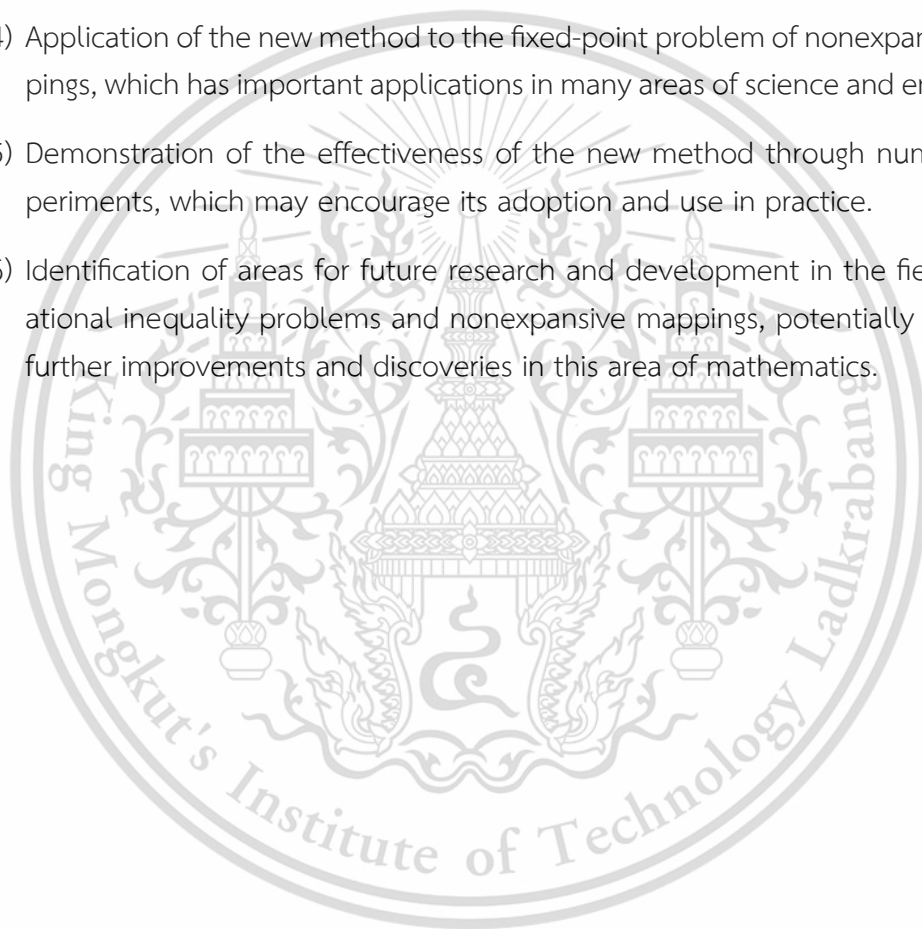 4) Application of the new method to the fixed-point problem of nonexpan
pings, which has important applications in many areas of science and e
5) Demonstration of the effectiveness of the new method through nu
periments, which may encourage its adoption and use in practice.
6) Identification of areas for future research and development in the fie
ational inequality problems and nonexpansive mappings, potentially
further improvements and discoveries in this area of mathematics.
King Mongkut's Institute of Technology Ladkrabang